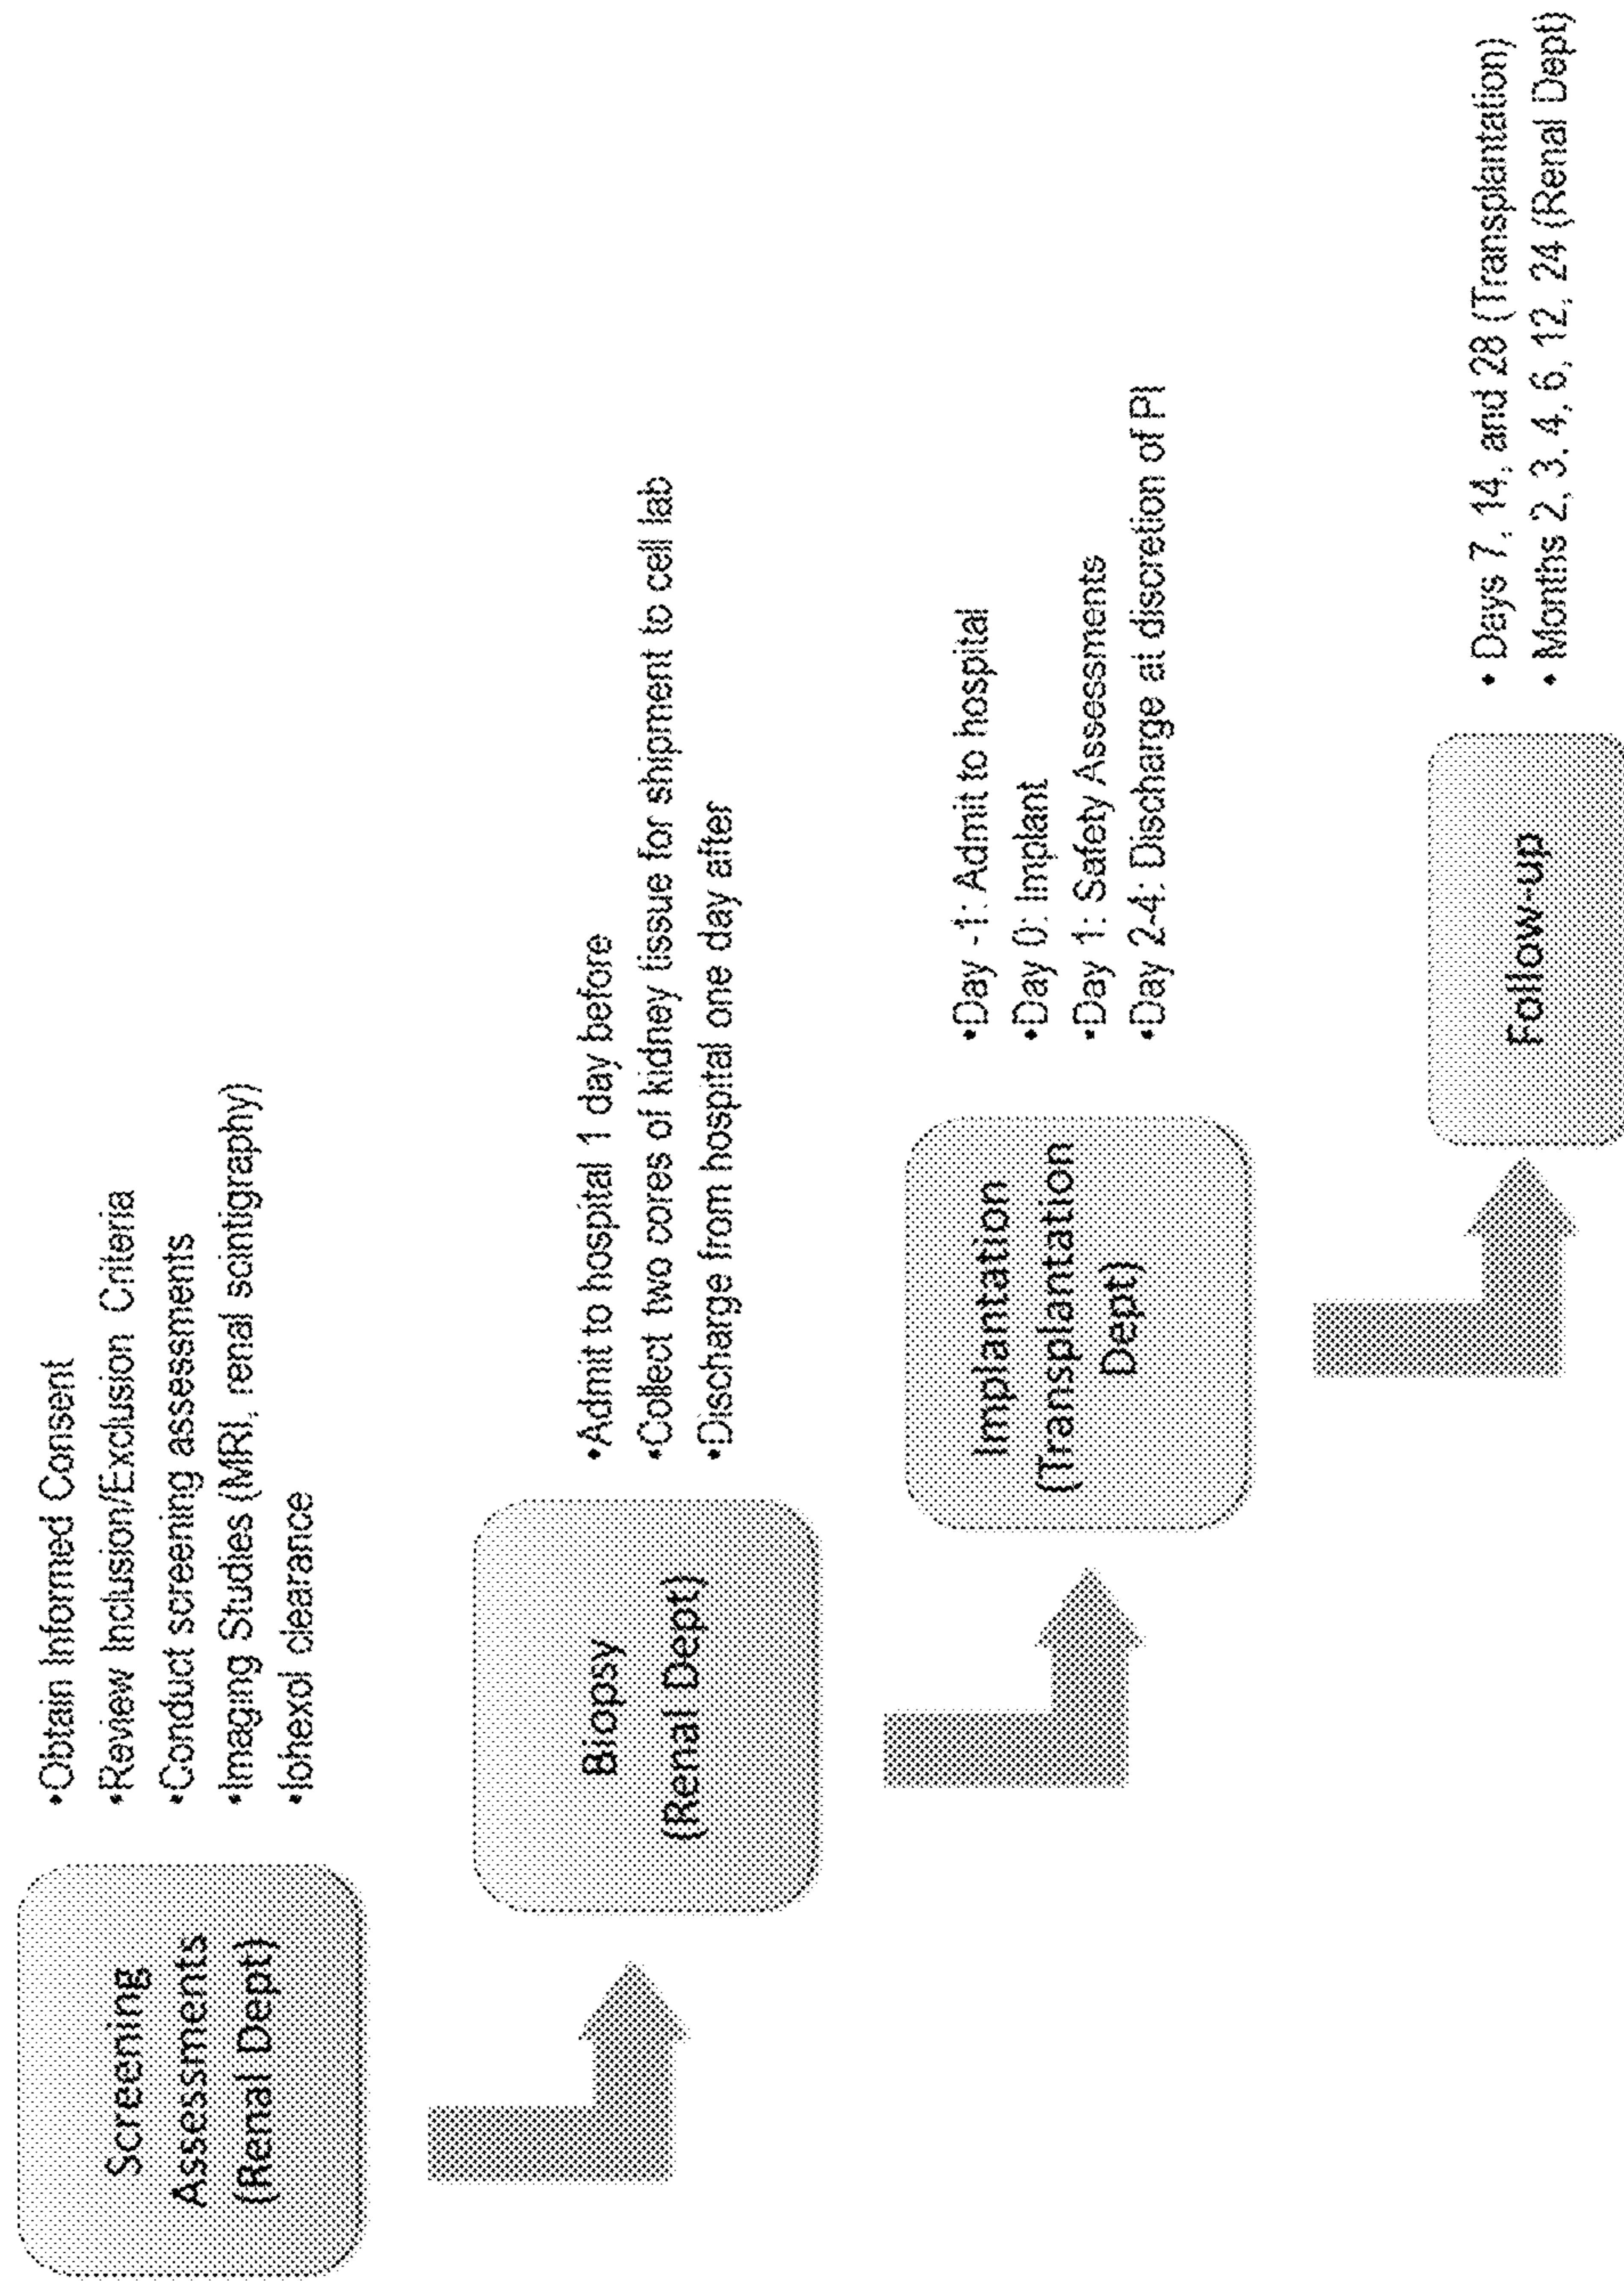 Screening
Assessments
(Renal Dept)
•Obtain Informed Consent
•Review Inclusion/Exclusion Criteria
•Conduct screening assessments
•Imaging Studies (MRI, renal scintigraphy)
•Iohexol clearance
Biopsy
(Renal Dept)
•Admit to hospital 1 day before
•Collect two cores of kidney tissue for shipment to cell lab
•Discharge from hospital one day after
Implantation
(Transplantation
Dept)
•Day -1: Admit to hospital
•Day 0: Implant
•Day 1: Safety Assessments
•Day 2-4: Discharge at discretion of PI
Follow-up
• Days 7, 14, and 28 (Transplantation)
• Months 2, 3, 4, 6, 12, 24 (Renal Dept)